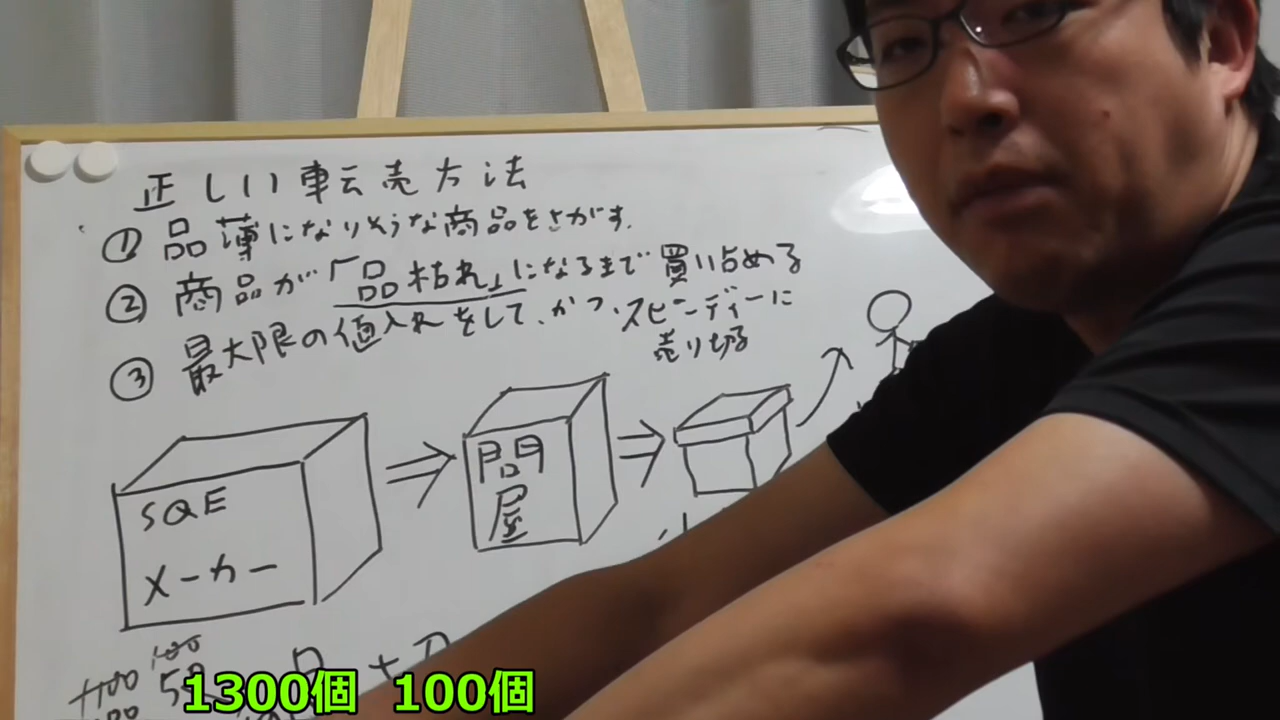 正しい転売方法
① 品薄になりそうな商品をさがす.
② 商品が「品枯れ」になるまで買い占める
③ 最大限の値入れをして、かつ、スピーディーに
売り切る
SQE
メーカー
問
屋
1300個 100個